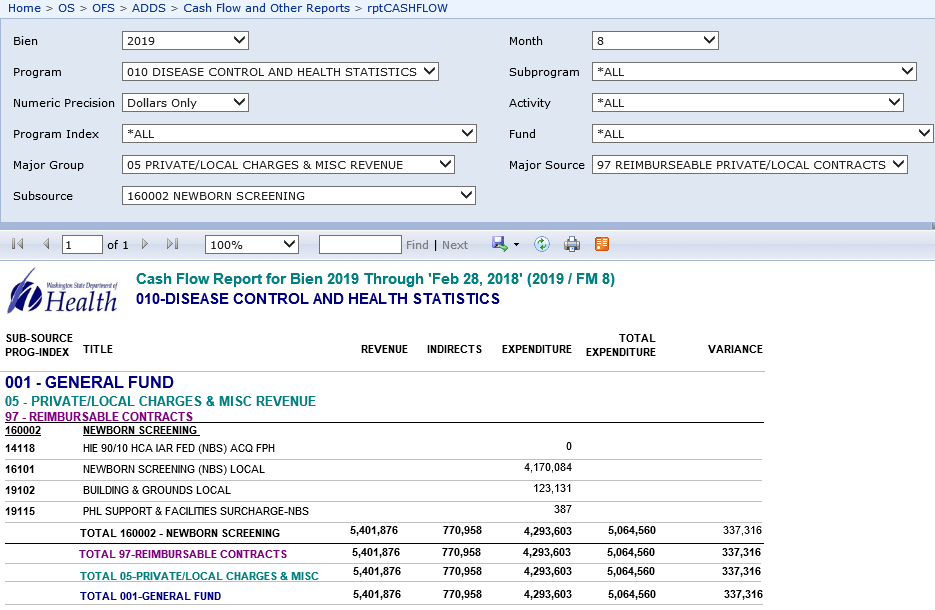 Home > OS > OFS > ADDS > Cash Flow and Other Reports > rptCASHFLOW
Bien 2019 Month 8
Program 010 DISEASE CONTROL AND HEALTH STATISTICS Subprogram *ALL
Numeric Precision Dollars Only Activity *ALL
Program Index *ALL Fund *ALL
Major Group 05 PRIVATE/LOCAL CHARGES & MISC REVENUE Major Source 97 REIMBURSEABLE PRIVATE/LOCAL CONTRACTS
Subsource 160002 NEWBORN SCREENING
1 of 1 100% Find | Next
Washington State Department of
Health
Cash Flow Report for Bien 2019 Through 'Feb 28, 2018' (2019 / FM 8)
010-DISEASE CONTROL AND HEALTH STATISTICS
SUB-SOURCE TOTAL
PROG-INDEX TITLE REVENUE INDIRECTS EXPENDITURE EXPENDITURE VARIANCE
001 - GENERAL FUND
05 - PRIVATE/LOCAL CHARGES & MISC REVENUE
97 - REIMBURSABLE CONTRACTS
160002 NEWBORN SCREENING
14118 HIE 90/10 HCA IAR FED (NBS) ACQ FPH 0
16101 NEWBORN SCREENING (NBS) LOCAL 4,170,084
19102 BUILDING & GROUNDS LOCAL 123,131
19115 PHL SUPPORT & FACILITIES SURCHARGE-NBS 387
TOTAL 160002 - NEWBORN SCREENING 5,401,876 770,958 4,293,603 5,064,560 337,316
TOTAL 97-REIMBURSABLE CONTRACTS 5,401,876 770,958 4,293,603 5,064,560 337,316
TOTAL 05-PRIVATE/LOCAL CHARGES & MISC 5,401,876 770,958 4,293,603 5,064,560 337,316
TOTAL 001-GENERAL FUND 5,401,876 770,958 4,293,603 5,064,560 337,316